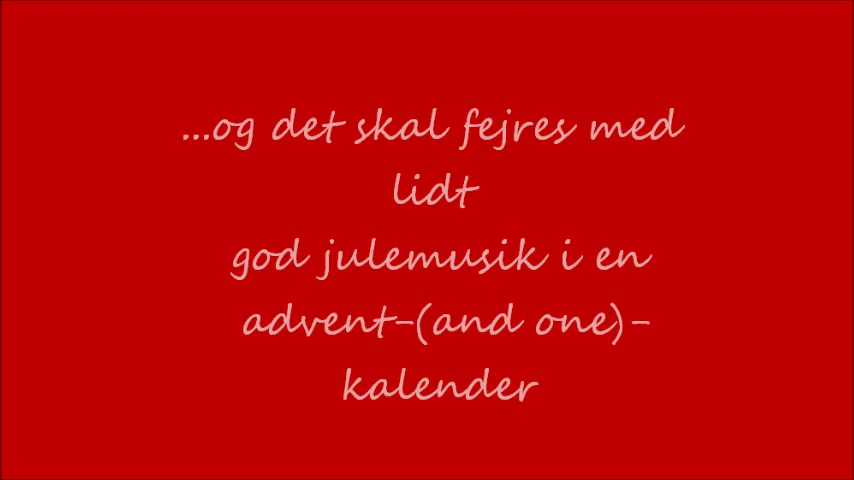 ...og det skal fejres med
lidt
god julemusik i en
advent-(and one)-
kalender